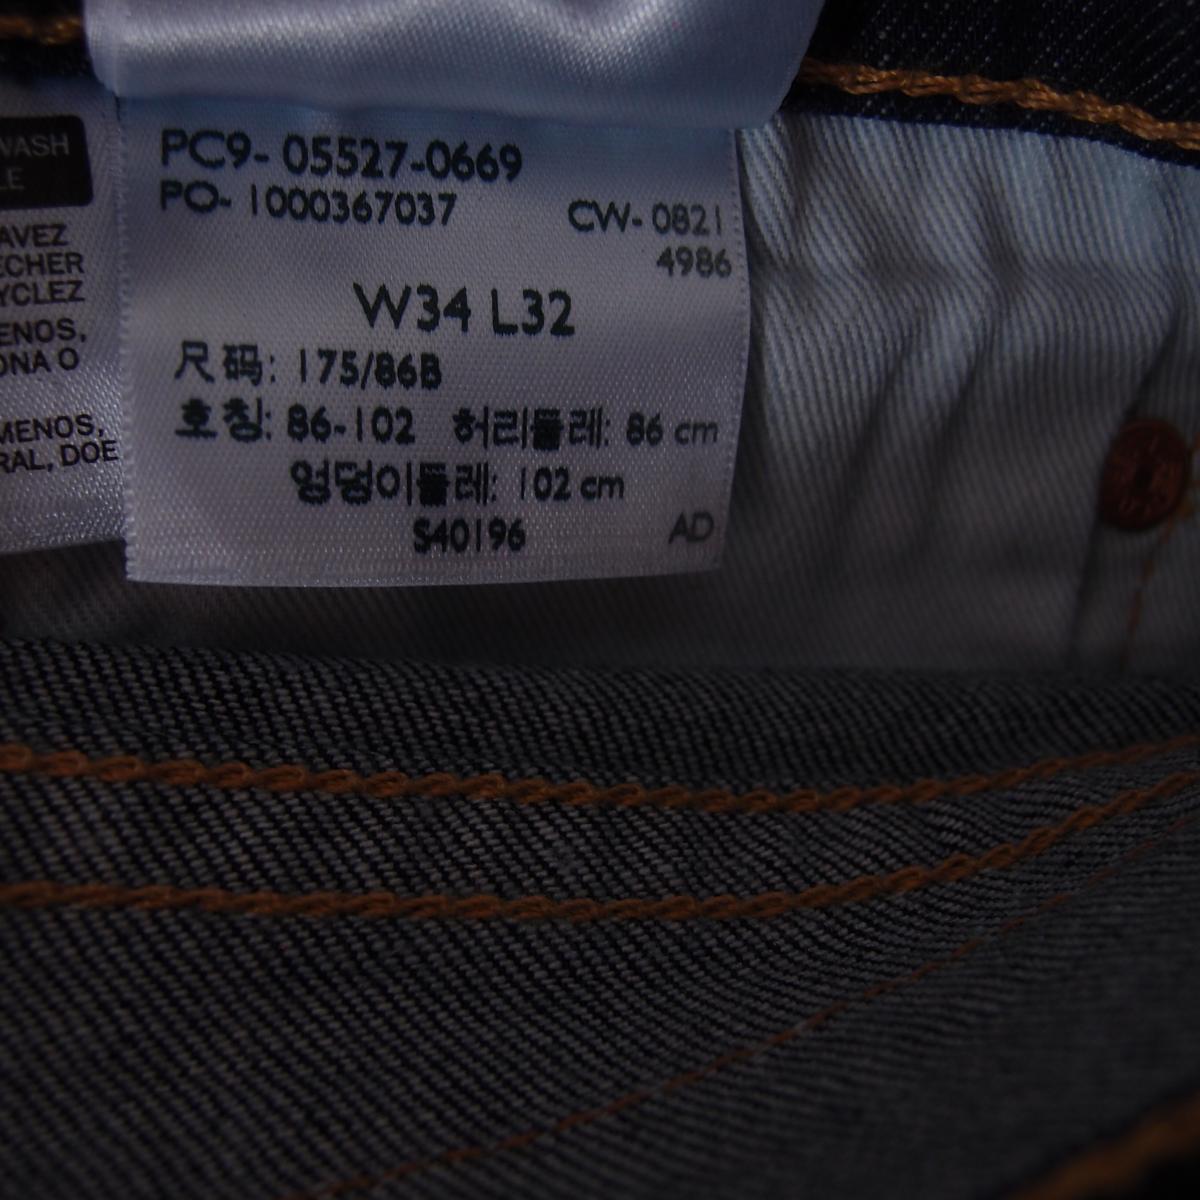 WASH
LE
AVEZ
ECHER
YCLEZ
ENOS,
ONA O
MENOS,
RAL, DOE
PC9- 05527-0669
PO- 1000367037
CW- 0821
4986
W34 L32
尺码: 175/86B
호칭: 86-102 허리둘레: 86 cm
엉덩이둘레: 102 cm
S40196
AD